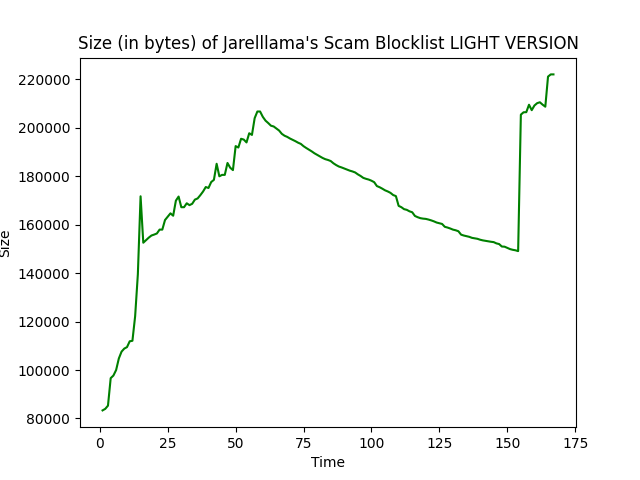 Size (in bytes) of Jarelllama's Scam Blocklist LIGHT VERSION
Size
220000
200000
180000
160000
140000
120000
100000
80000
0 25 50 75 100 125 150 175
Time